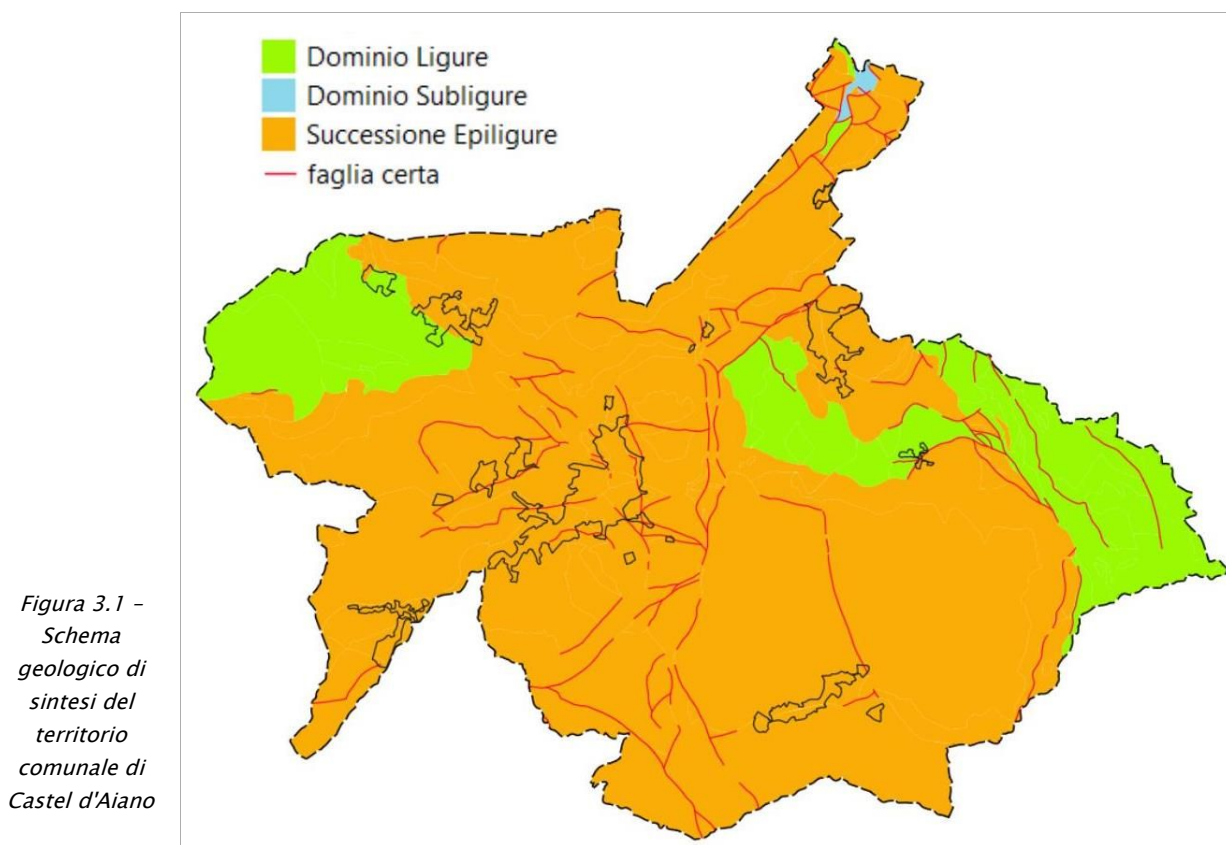 Dominio Ligure
Dominio Subligure
Successione Epiligure
faglia certa
Figura 3.1 –
Schema
geologico di
sintesi del
territorio
comunale di
Castel d'Aiano